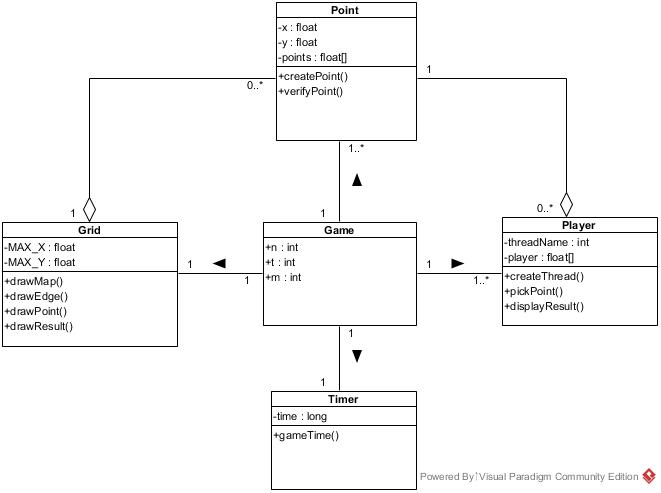 Point
-x : float
-y : float
-points : float[]
+createPoint()
+verifyPoint()
0..*
1
1..*
1
1
0..*
Grid
-MAX_X : float
-MAX_Y : float
+drawMap()
+drawEdge()
+drawPoint()
+drawResult()
Game
+n : int
+t : int
+m : int
Player
-threadName : int
-player : float[]
+createThread()
+pickPoint()
+displayResult()
1
1
1
1..*
1
1
Timer
-time : long
+gameTime()
Powered By Visual Paradigm Community Edition